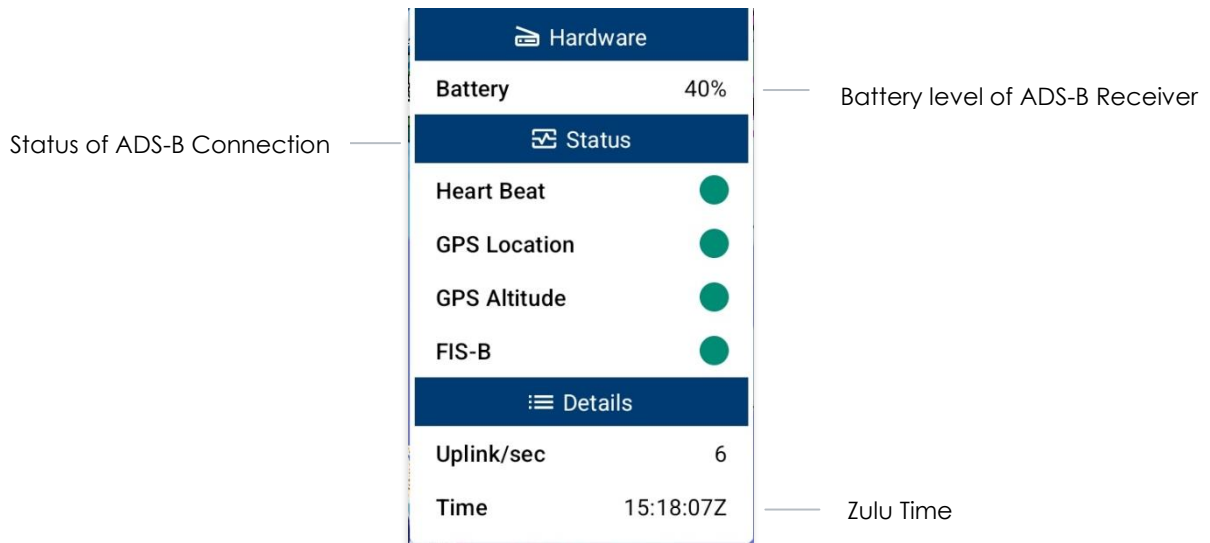 Hardware
Battery 40%
Battery level of ADS-B Receiver
Status of ADS-B Connection
Status
Heart Beat
GPS Location
GPS Altitude
FIS-B
Details
Uplink/sec 6
Time 15:18:07Z
Zulu Time